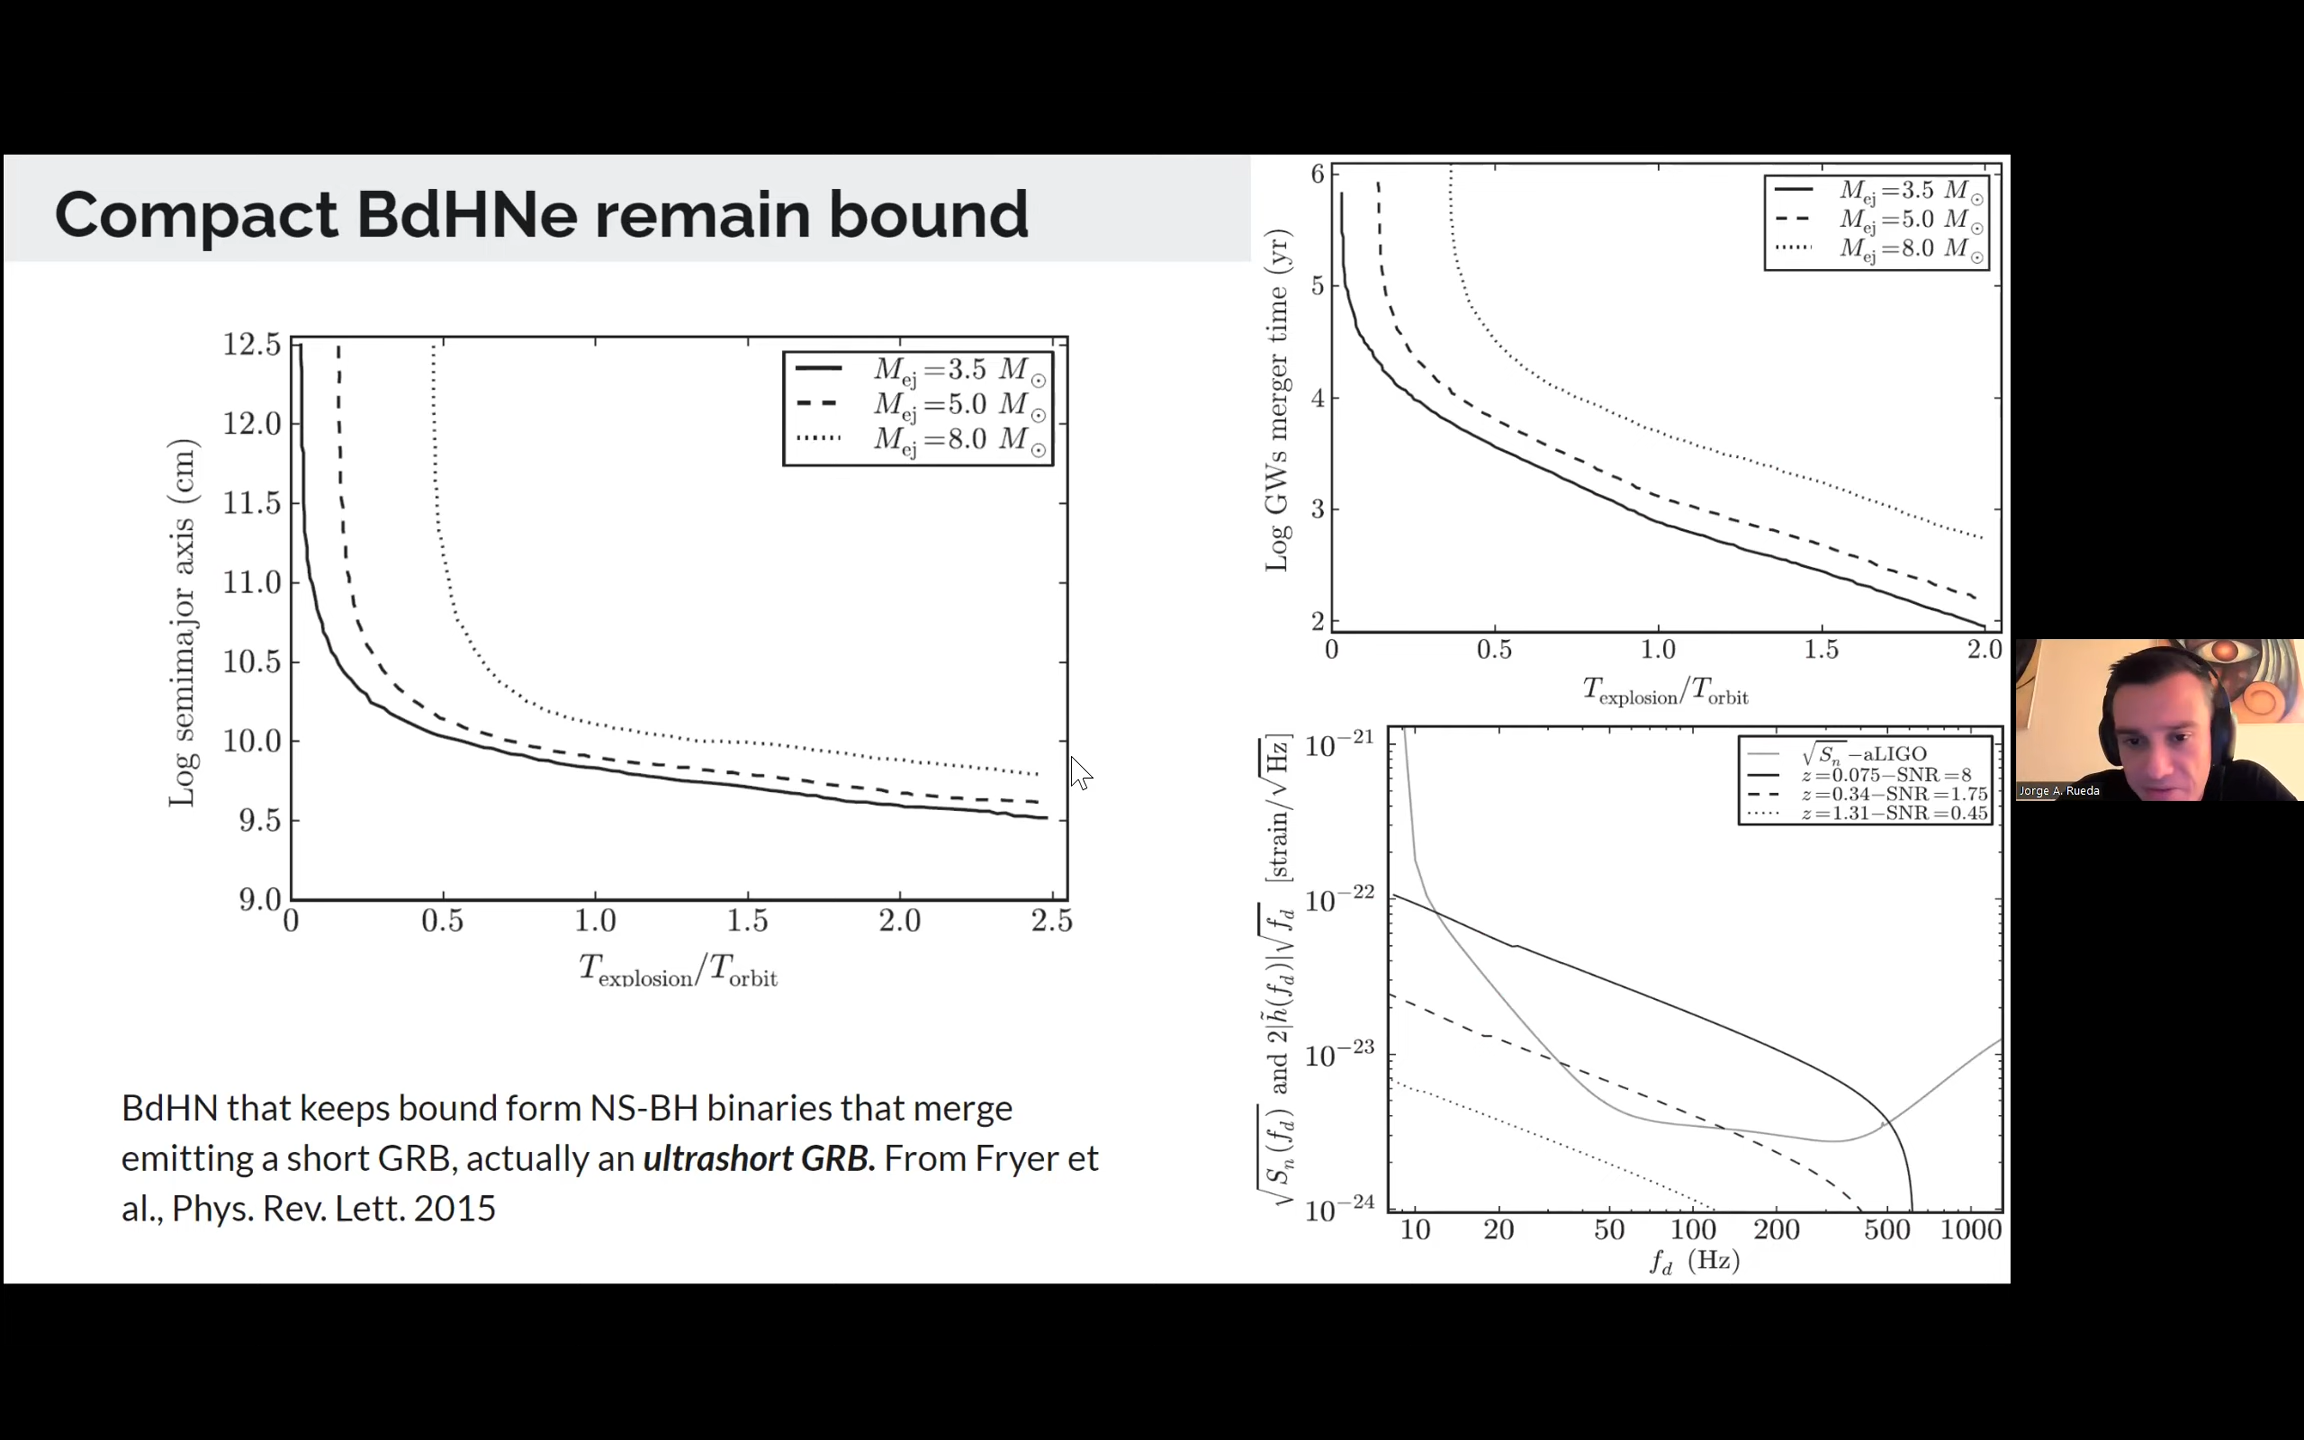 Compact BdHNe remain bound
Log semimajor axis (cm)
12.5
12.0
11.5
11.0
10.5
10.0
9.5
9.0
0 0.5 1.0 1.5 2.0 2.5
T_explosion/T_orbit
M_ej=3.5 M_⊙
M_ej=5.0 M_⊙
M_ej=8.0 M_⊙
BdHN that keeps bound form NS-BH binaries that merge
emitting a short GRB, actually an ultrashort GRB. From Fryer et
al., Phys. Rev. Lett. 2015
Log GWs merger time (yr)
6
5
4
3
2
0 0.5 1.0 1.5 2.0
T_explosion/T_orbit
M_ej=3.5 M_⊙
M_ej=5.0 M_⊙
M_ej=8.0 M_⊙
√S_n(f_d) and 2|h̃(f_d)|√f_d [strain/√Hz]
10^−21
10^−22
10^−23
10^−24
10 20 50 100 200 500 1000
f_d (Hz)
√S_n−aLIGO
z=0.075−SNR=8
z=0.34−SNR=1.75
z=1.31−SNR=0.45
Jorge A. Rueda